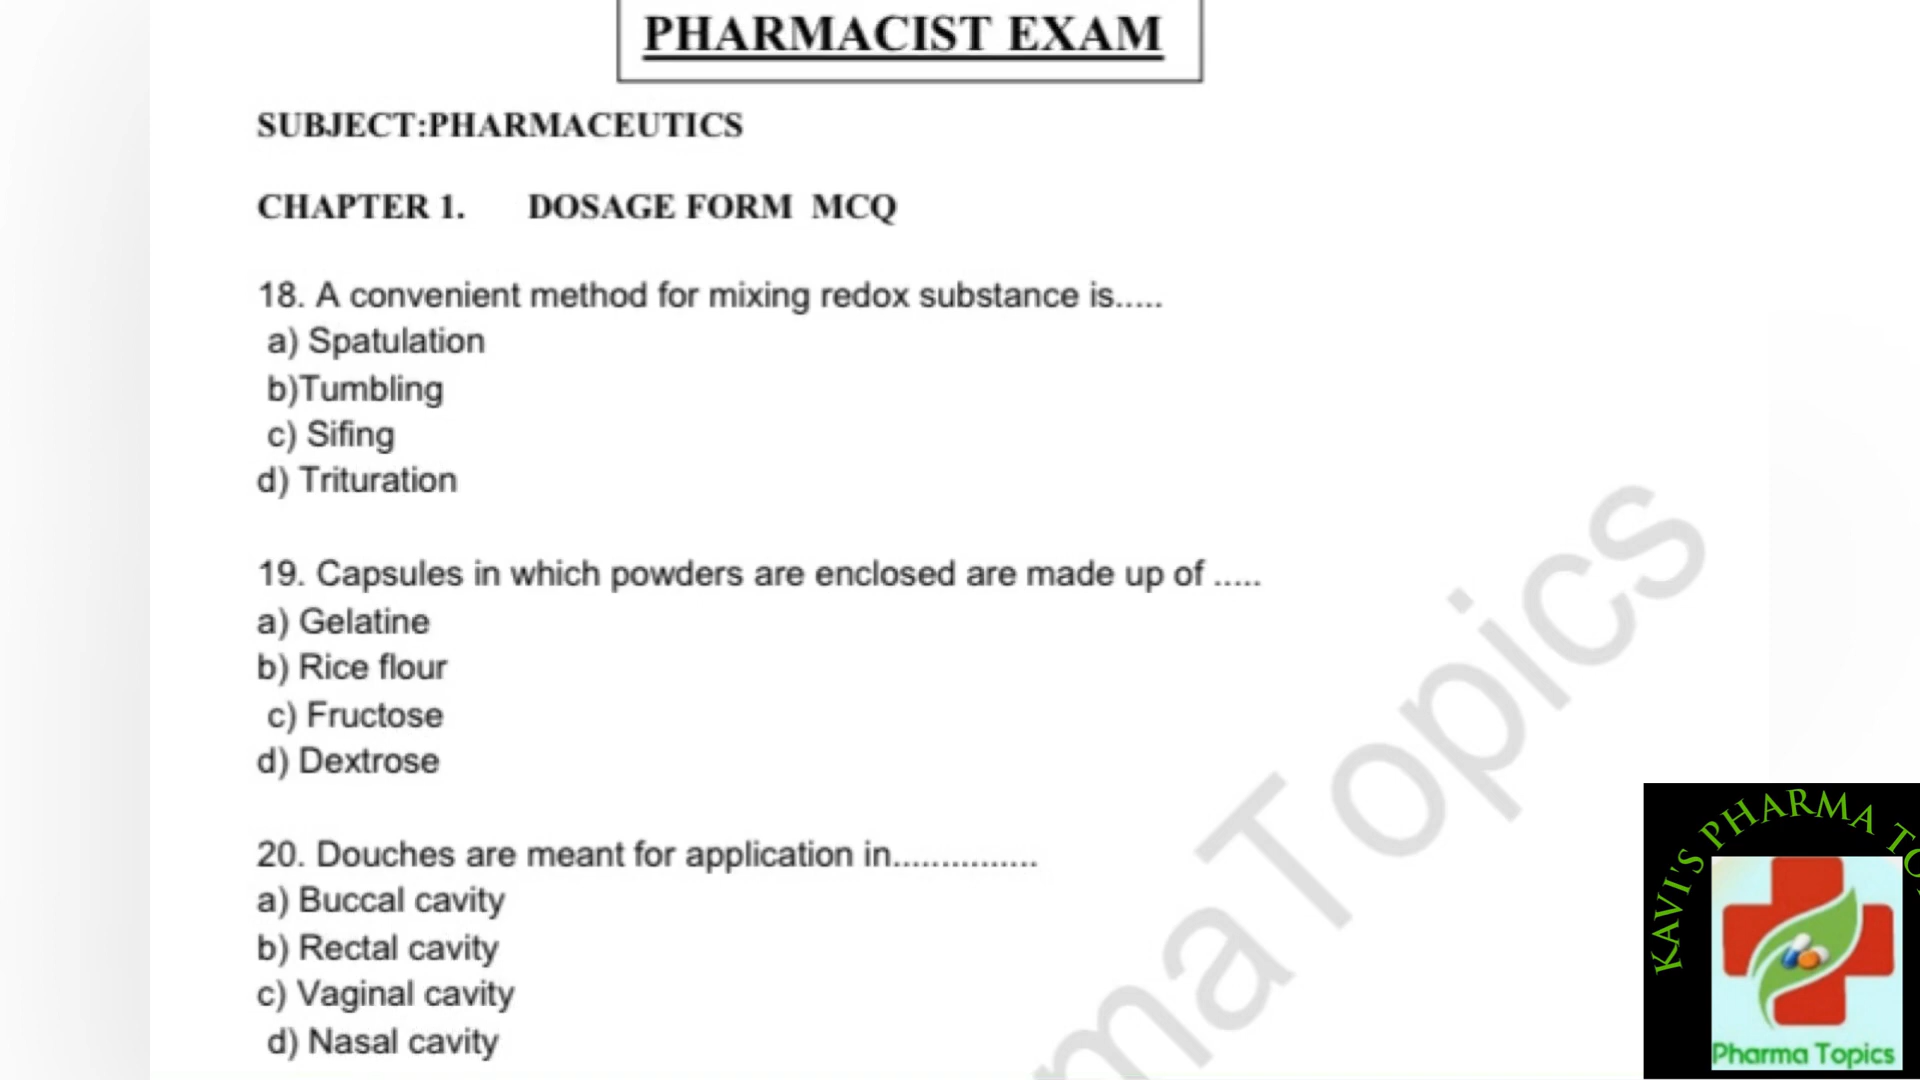 PHARMACIST EXAM
SUBJECT:PHARMACEUTICS
CHAPTER 1. DOSAGE FORM MCQ
18. A convenient method for mixing redox substance is.....
a) Spatulation
b)Tumbling
c) Sifing
d) Trituration
19. Capsules in which powders are enclosed are made up of .....
a) Gelatine
b) Rice flour
c) Fructose
d) Dextrose
20. Douches are meant for application in...............
a) Buccal cavity
b) Rectal cavity
c) Vaginal cavity
d) Nasal cavity
maTopics
KAVI'S PHARMA TO
Pharma Topics